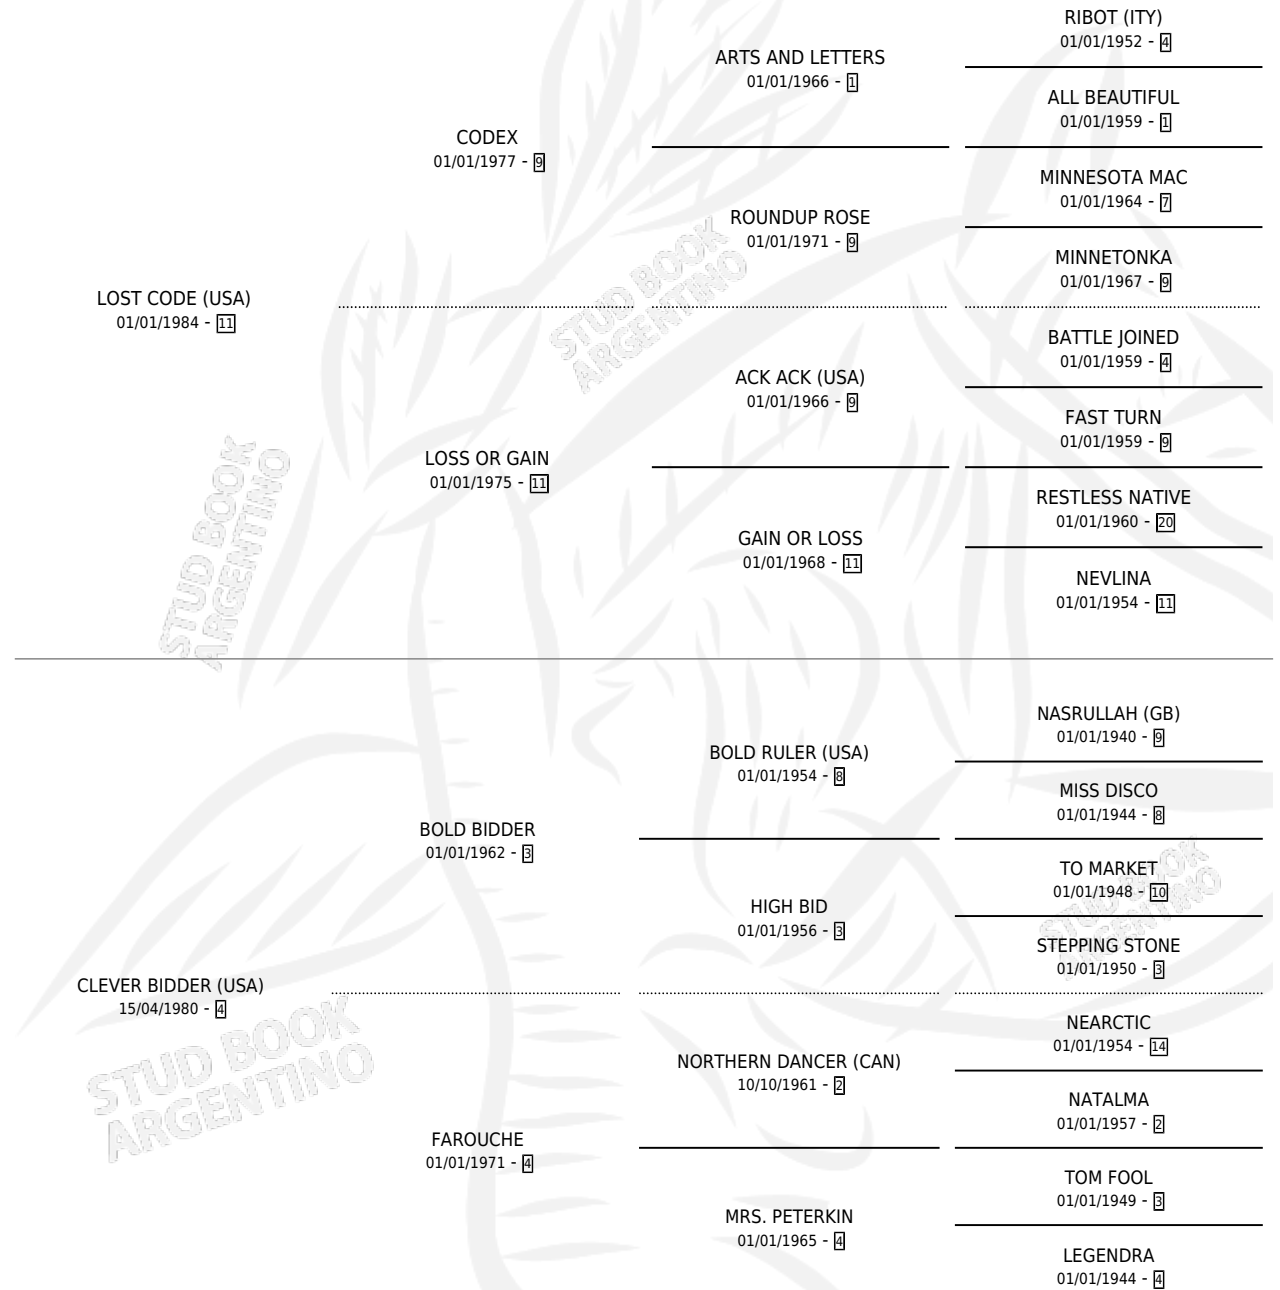 RIBOT (ITY)
01/01/1952 - 4
ARTS AND LETTERS
01/01/1966 - 1
ALL BEAUTIFUL
01/01/1959 - 1
CODEX
01/01/1977 - 9
MINNESOTA MAC
01/01/1964 - 7
ROUNDUP ROSE
01/01/1971 - 9
MINNETONKA
01/01/1967 - 9
LOST CODE (USA)
01/01/1984 - 11
STUD BOOK
ARGENTINO
BATTLE JOINED
01/01/1959 - 4
ACK ACK (USA)
01/01/1966 - 9
FAST TURN
01/01/1959 - 9
LOSS OR GAIN
01/01/1975 - 11
RESTLESS NATIVE
01/01/1960 - 20
GAIN OR LOSS
01/01/1968 - 11
NEVLINA
01/01/1954 - 11
STUD BOOK
ARGENTINO
NASRULLAH (GB)
01/01/1940 - 9
BOLD RULER (USA)
01/01/1954 - 8
MISS DISCO
01/01/1944 - 8
BOLD BIDDER
01/01/1962 - 3
TO MARKET
01/01/1948 - 10
HIGH BID
01/01/1956 - 3
STUD BOOK
ARGENTINO
STEPPING STONE
01/01/1950 - 3
CLEVER BIDDER (USA)
15/04/1980 - 4
NEARCTIC
01/01/1954 - 14
NORTHERN DANCER (CAN)
10/10/1961 - 2
STUD BOOK
ARGENTINO
NATALMA
01/01/1957 - 2
FAROUCHE
01/01/1971 - 4
TOM FOOL
01/01/1949 - 3
MRS. PETERKIN
01/01/1965 - 4
LEGENDRA
01/01/1944 - 4